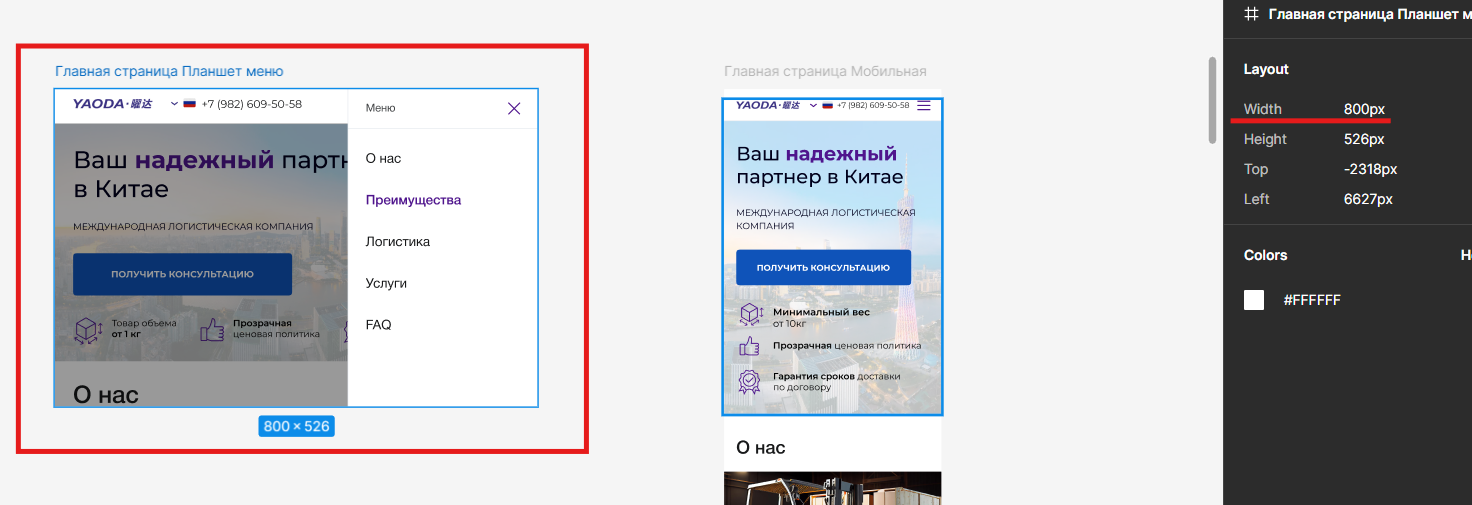 Главная страница Планшет меню
YAODA·曜达
+7 (982) 609-50-58
Меню
Ваш надежный партн
в Китае
МЕЖДУНАРОДНАЯ ЛОГИСТИЧЕСКАЯ КОМПАНИЯ
ПОЛУЧИТЬ КОНСУЛЬТАЦИЮ
Товар объема
от 1 кг
Прозрачная
ценовая политика
О нас
О нас
Преимущества
Логистика
Услуги
FAQ
800 × 526
Главная страница Мобильная
YAODA·曜达
+7 (982) 609-50-58
Ваш надежный
партнер в Китае
МЕЖДУНАРОДНАЯ ЛОГИСТИЧЕСКАЯ
КОМПАНИЯ
ПОЛУЧИТЬ КОНСУЛЬТАЦИЮ
Минимальный вес
от 10кг
Прозрачная ценовая политика
Гарантия сроков доставки
по договору
О нас
Главная страница Планшет м
Layout
Width 800px
Height 526px
Top -2318px
Left 6627px
Colors
#FFFFFF